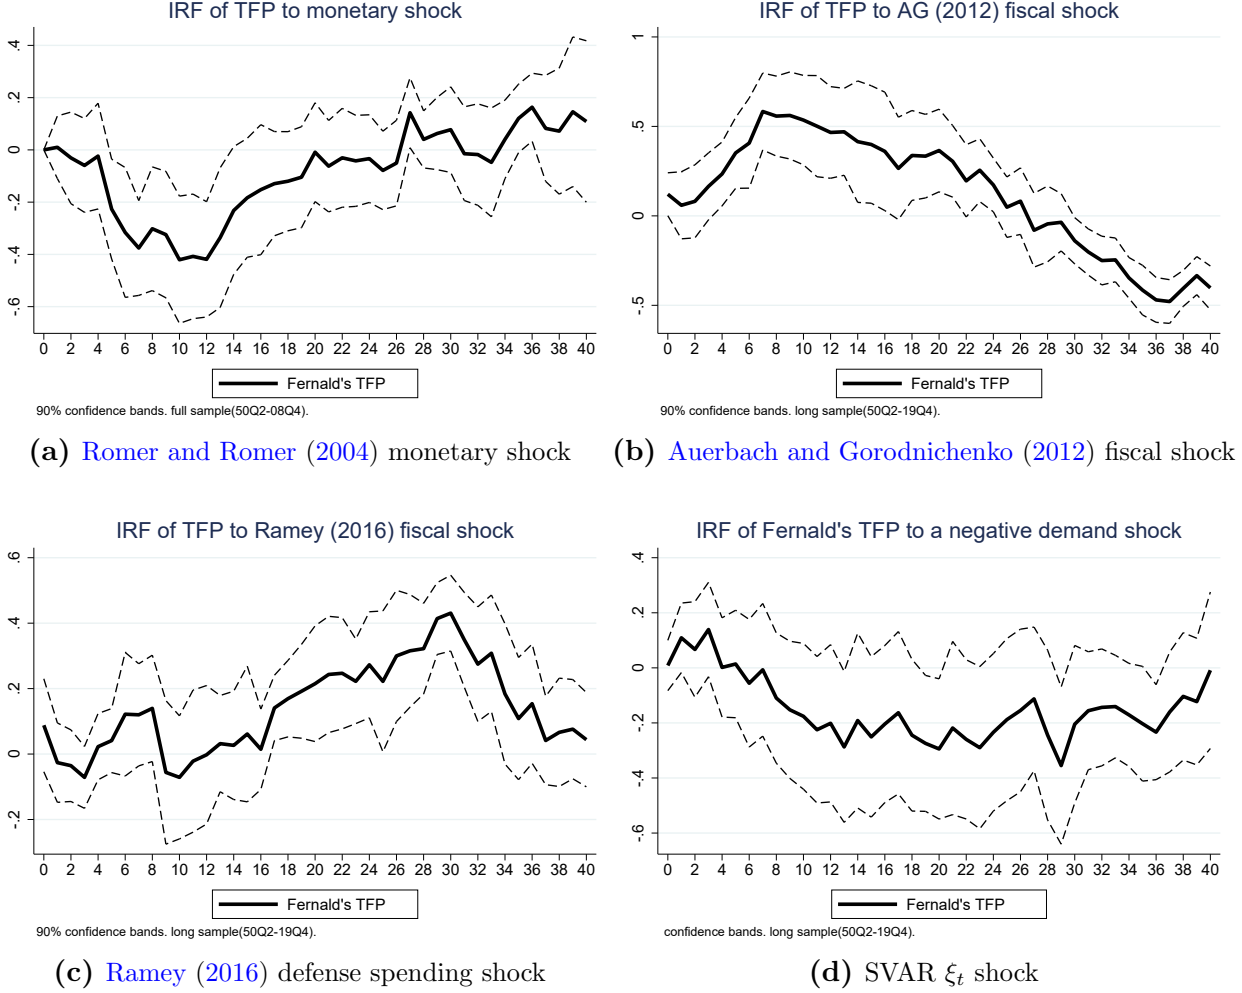 IRF of TFP to monetary shock
.4
.2
0
-.2
-.4
-.6
0 2 4 6 8 10 12 14 16 18 20 22 24 26 28 30 32 34 36 38 40
Fernald's TFP
90% confidence bands. full sample(50Q2-08Q4).
(a) Romer and Romer (2004) monetary shock
IRF of TFP to AG (2012) fiscal shock
1
.5
0
-.5
0 2 4 6 8 10 12 14 16 18 20 22 24 26 28 30 32 34 36 38 40
Fernald's TFP
90% confidence bands. long sample(50Q2-19Q4).
(b) Auerbach and Gorodnichenko (2012) fiscal shock
IRF of TFP to Ramey (2016) fiscal shock
.6
.4
.2
0
-.2
0 2 4 6 8 10 12 14 16 18 20 22 24 26 28 30 32 34 36 38 40
Fernald's TFP
90% confidence bands. long sample(50Q2-19Q4).
(c) Ramey (2016) defense spending shock
IRF of Fernald's TFP to a negative demand shock
.4
.2
0
-.2
-.4
-.6
0 2 4 6 8 10 12 14 16 18 20 22 24 26 28 30 32 34 36 38 40
Fernald's TFP
confidence bands. long sample(50Q2-19Q4).
(d) SVAR ξt shock